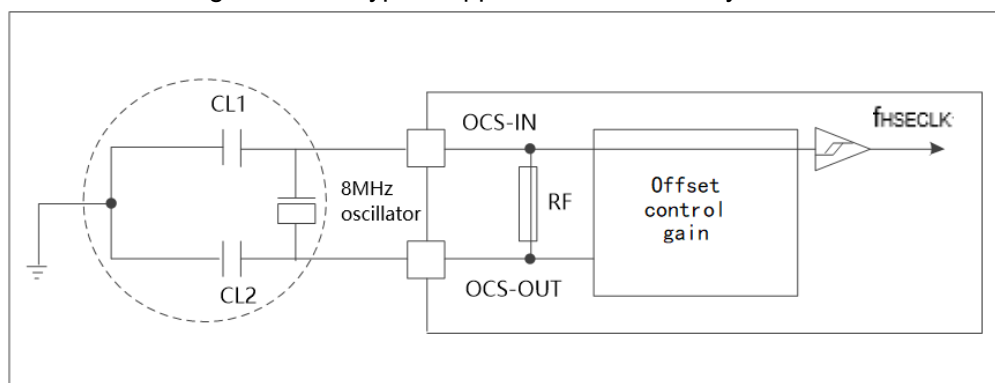 CL1
OCS-IN
fHSECLK
8MHz
oscillator
RF
Offset
control
gain
OCS-OUT
CL2